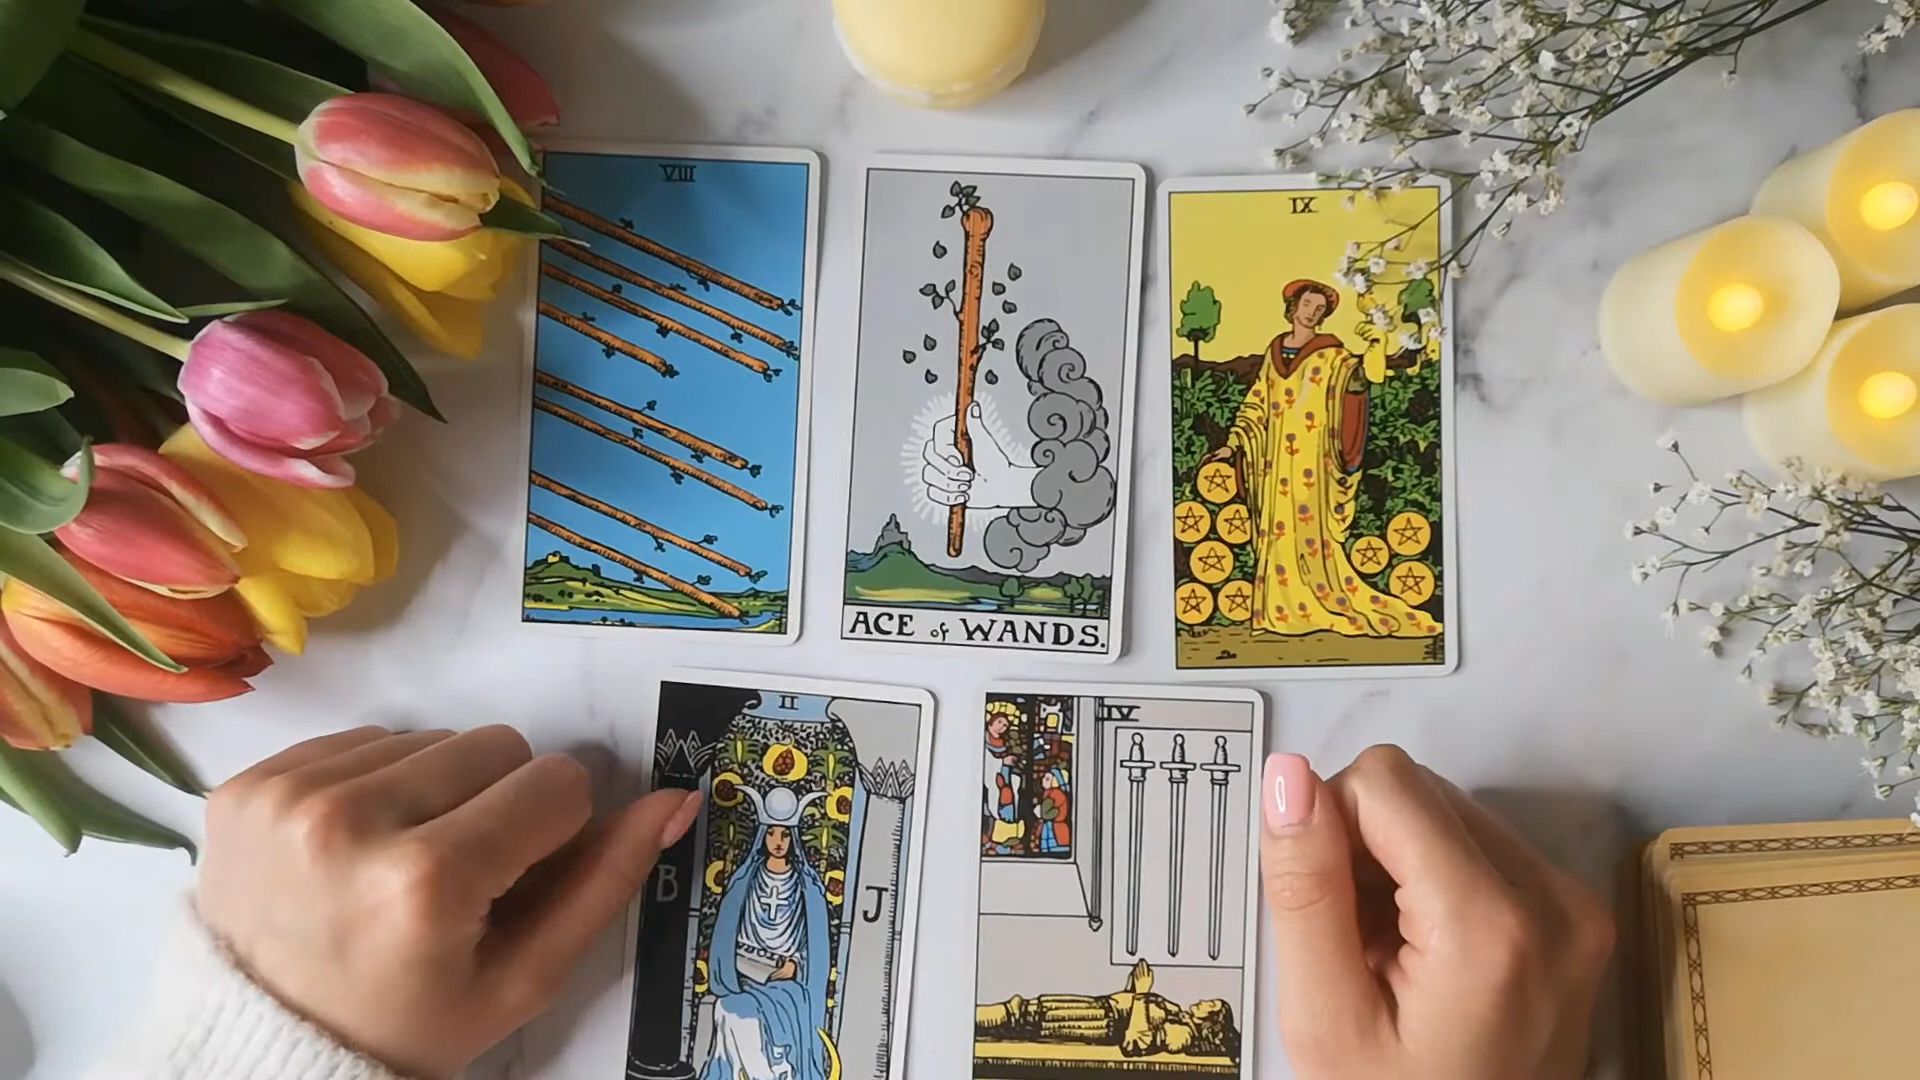 VIII
ACE of WANDS.
IX
II
B J
IV